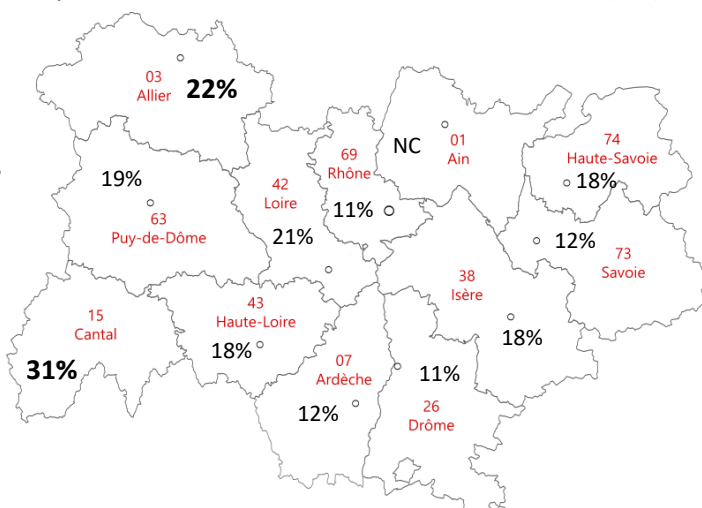 03
Allier
22%
19%
63
Puy-de-Dôme
42
Loire
21%
69
Rhône
11%
NC
01
Ain
74
Haute-Savoie
18%
12%
73
Savoie
38
Isère
18%
15
Cantal
31%
43
Haute-Loire
18%
07
Ardèche
12%
11%
26
Drôme